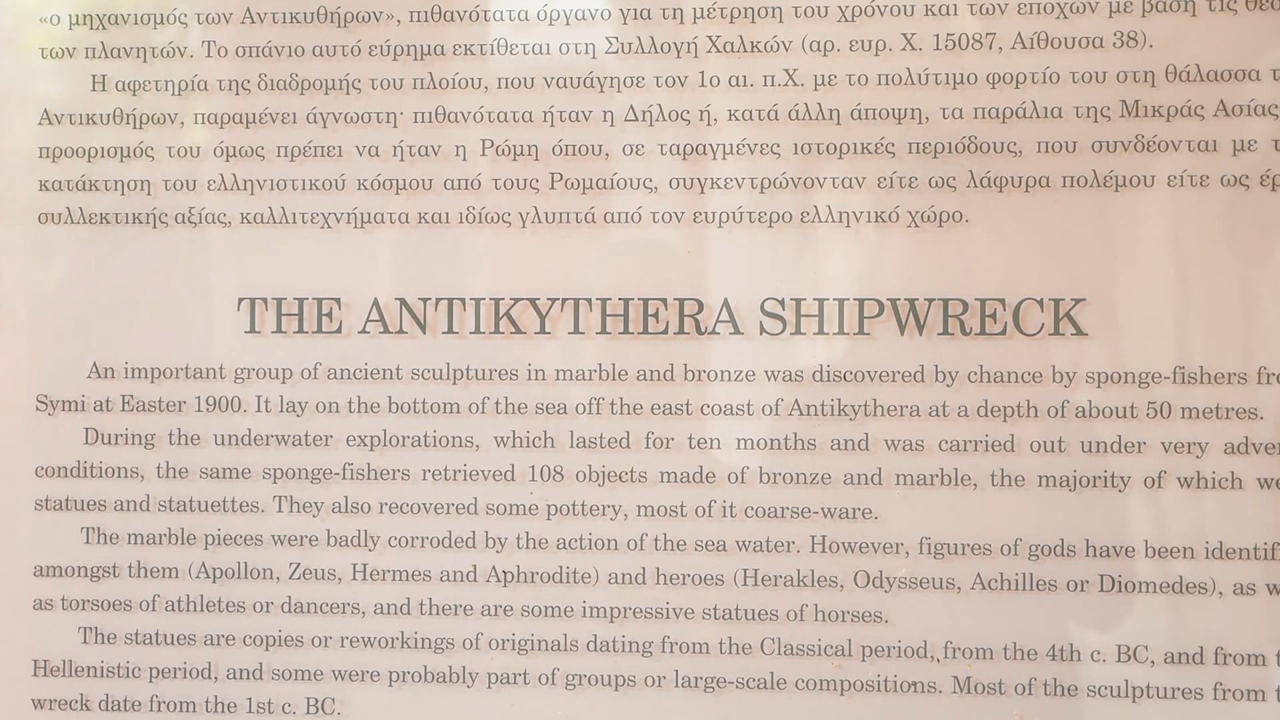 «ο μηχανισμός των Αντικυθήρων», πιθανότατα όργανο για τη μέτρηση του χρόνου και των εποχών με βάση τις
των πλανητών. Το σπάνιο αυτό εύρημα εκτίθεται στη Συλλογή Χαλκών (αρ. ευρ. Χ. 15087, Αίθουσα 38).
Η αφετηρία της διαδρομής του πλοίου, που ναυάγησε τον 1ο αι. π.Χ. με το πολύτιμο φορτίο του στη θάλασσα
Αντικυθήρων, παραμένει άγνωστη· πιθανότατα ήταν η Δήλος ή, κατά άλλη άποψη, τα παράλια της Μικράς Ασίας
προορισμός του όμως πρέπει να ήταν η Ρώμη όπου, σε ταραγμένες ιστορικές περιόδους, που συνδέονται με
κατάκτηση του ελληνιστικού κόσμου από τους Ρωμαίους, συγκεντρώνονταν είτε ως λάφυρα πολέμου είτε ως
συλλεκτικής αξίας, καλλιτεχνήματα και ιδίως γλυπτά από τον ευρύτερο ελληνικό χώρο.
THE ANTIKYTHERA SHIPWRECK
An important group of ancient sculptures in marble and bronze was discovered by chance by sponge-fishers
Symi at Easter 1900. It lay on the bottom of the sea off the east coast of Antikythera at a depth of about 50 metres.
During the underwater explorations, which lasted for ten months and was carried out under very
conditions, the same sponge-fishers retrieved 108 objects made of bronze and marble, the majority of which
statues and statuettes. They also recovered some pottery, most of it coarse-ware.
The marble pieces were badly corroded by the action of the sea water. However, figures of gods have been
amongst them (Apollon, Zeus, Hermes and Aphrodite) and heroes (Herakles, Odysseus, Achilles or Diomedes), as
as torsoes of athletes or dancers, and there are some impressive statues of horses.
The statues are copies or reworkings of originals dating from the Classical period, from the 4th c. BC, and from
Hellenistic period, and some were probably part of groups or large-scale compositions. Most of the sculptures from
wreck date from the 1st c. BC.